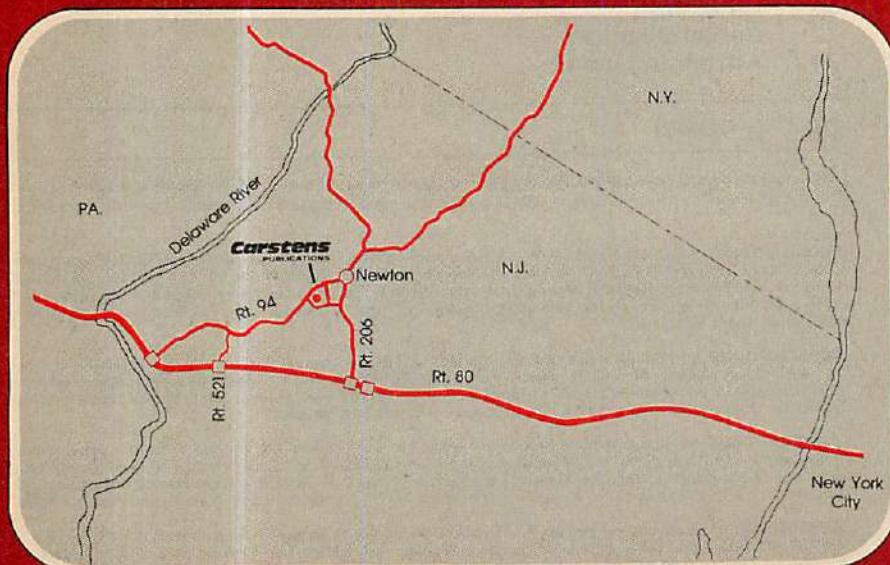 N.Y.
PA.
Delaware River
Carstens
PUBLICATIONS
Newton
N.J.
Rt. 94
Rt. 206
Rt. 521
Rt. 80
New York
City